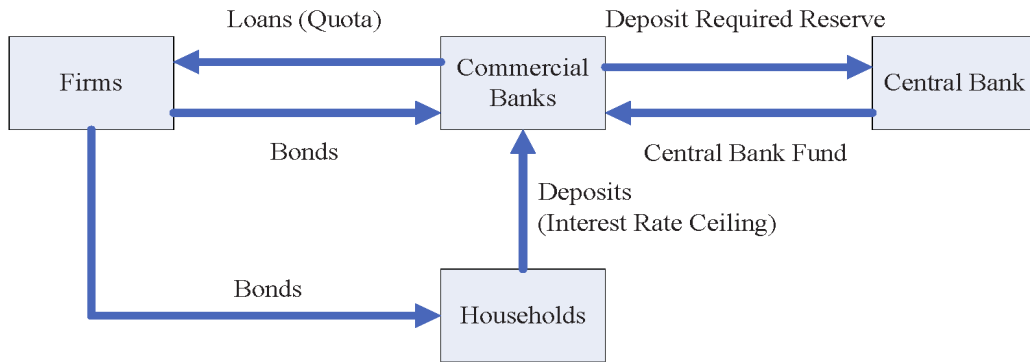 Loans (Quota)
Deposit Required Reserve
Firms
Commercial
Banks
Central Bank
Bonds
Central Bank Fund
Deposits
(Interest Rate Ceiling)
Bonds
Households